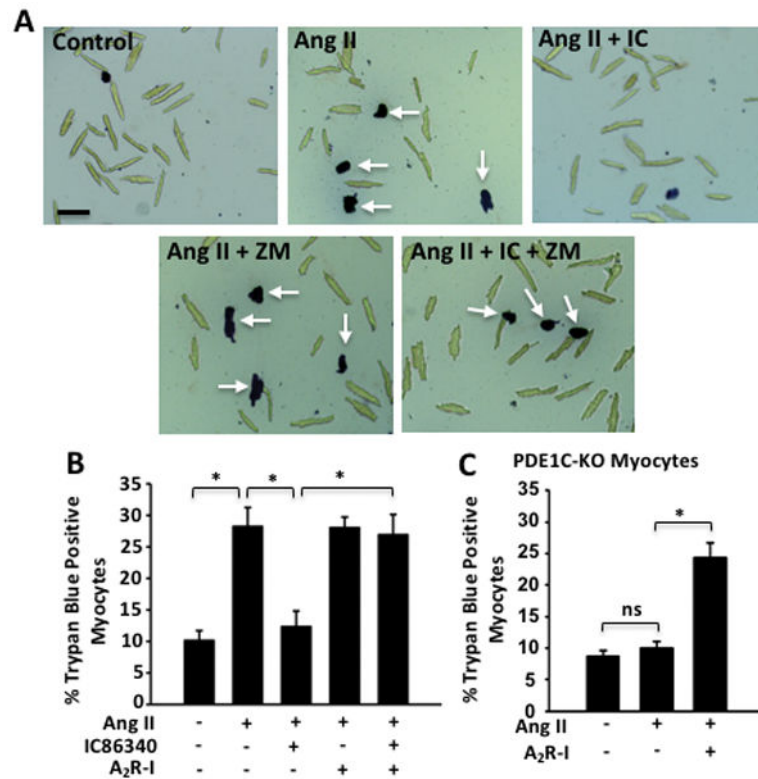 A
Control
Ang II
Ang II + IC
Ang II + ZM
Ang II + IC + ZM
B
% Trypan Blue Positive
Myocytes
35
30
25
20
15
10
5
0
* * *
Ang II - + + + +
IC86340 - - + - +
A₂R-I - - - + +
C
PDE1C-KO Myocytes
% Trypan Blue Positive
Myocytes
35
30
25
20
15
10
5
0
ns *
Ang II - + +
A₂R-I - - +